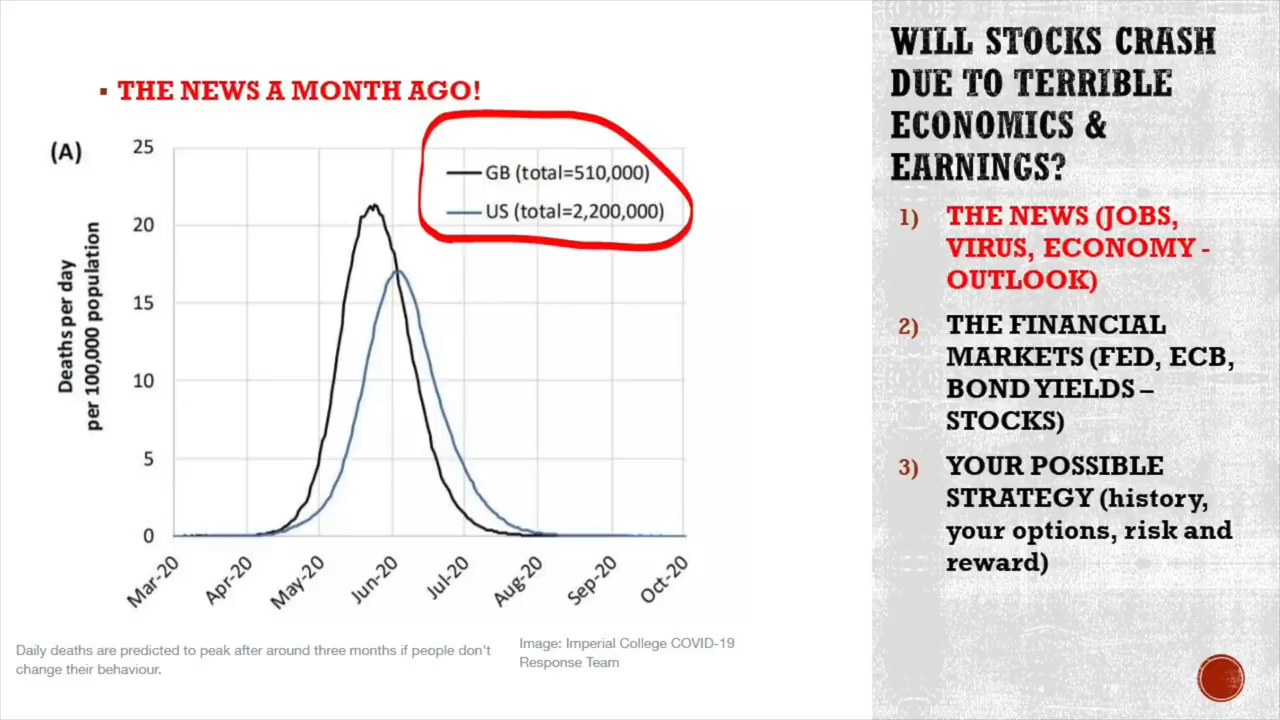 ▪ THE NEWS A MONTH AGO!
(A)
25
20
15
10
5
0
Deaths per day
per 100,000 population
GB (total=510,000)
US (total=2,200,000)
Mar-20
Apr-20
May-20
Jun-20
Jul-20
Aug-20
Sep-20
Oct-20
Daily deaths are predicted to peak after around three months if people don't
change their behaviour.
Image: Imperial College COVID-19
Response Team
WILL STOCKS CRASH
DUE TO TERRIBLE
ECONOMICS &
EARNINGS?
1) THE NEWS (JOBS,
VIRUS, ECONOMY -
OUTLOOK)
2) THE FINANCIAL
MARKETS (FED, ECB,
BOND YIELDS –
STOCKS)
3) YOUR POSSIBLE
STRATEGY (history,
your options, risk and
reward)